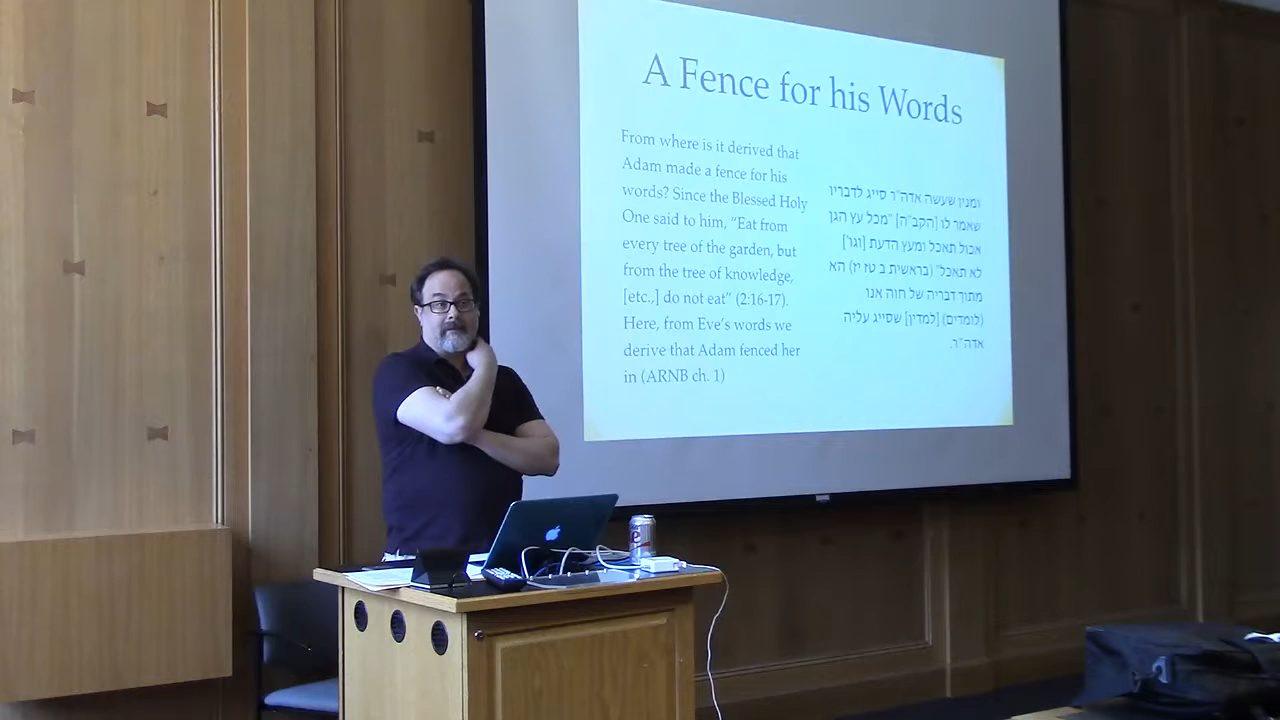 A Fence for his Words
From where is it derived that
Adam made a fence for his
words? Since the Blessed Holy
One said to him, “Eat from
every tree of the garden, but
from the tree of knowledge,
[etc.,] do not eat” (2:16-17).
Here, from Eve’s words we
derive that Adam fenced her
in (ARNB ch. 1)
ומנין שעשה אדה"ר סייג לדבריו
שאמר לו [הקב"ה] "מכל עץ הגן
אכול תאכל ומעץ הדעת [וגו']
לא תאכל" (בראשית ב טז יז) הא
מתוך דבריה של חוה אנו
(לומדים) [למדין] שסייג עליה
אדה"ר.